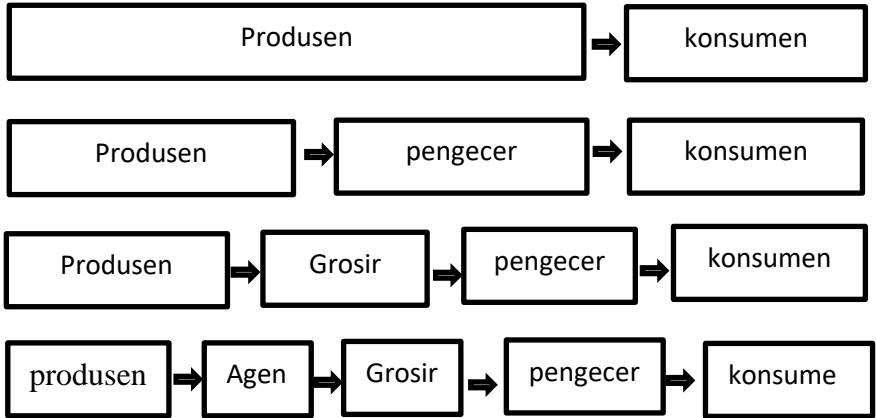 Produsen konsumen
Produsen pengecer konsumen
Produsen Grosir pengecer konsumen
produsen Agen Grosir pengecer konsume